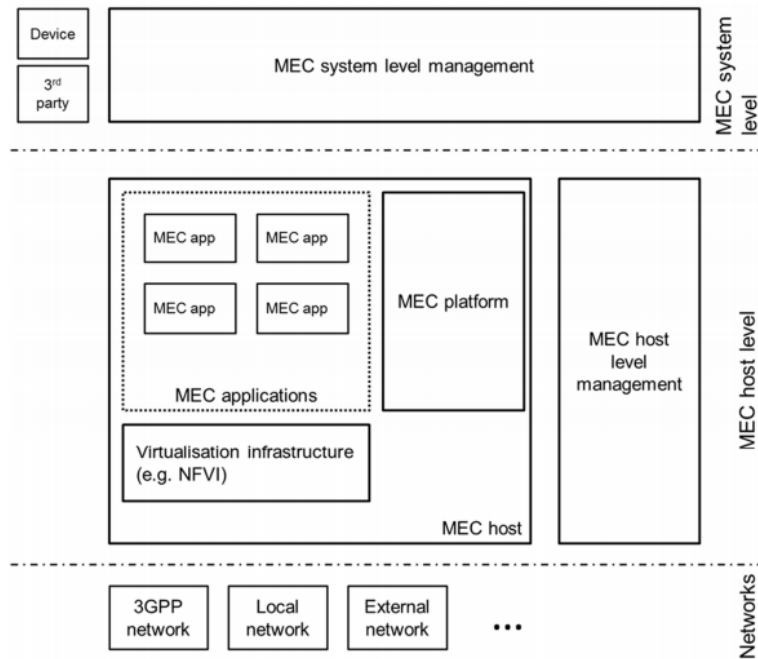 Device
3rd
party
MEC system level management
MEC system
level
MEC app
MEC app
MEC app
MEC app
MEC applications
MEC platform
Virtualisation infrastructure
(e.g. NFVI)
MEC host
MEC host
level
management
MEC host level
3GPP
network
Local
network
External
network
...
Networks